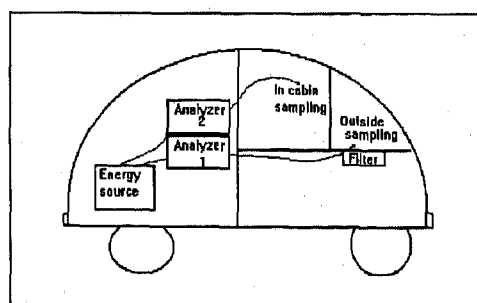 In cabin
sampling
Analyzer
2
Outside
sampling
Analyzer
1
Filter
Energy
source